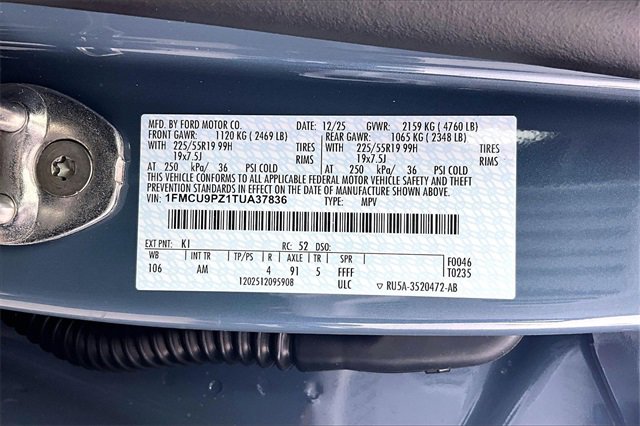 MFD. BY FORD MOTOR CO. DATE: 12/25 GVWR: 2159 KG ( 4760 LB)
FRONT GAWR: 1120 KG ( 2469 LB) REAR GAWR: 1065 KG ( 2348 LB)
225/55R19 99H TIRES 225/55R19 99H TIRES
19x7.5J RIMS 19x7.5J RIMS
AT 250 kPa/ 36 PSI COLD AT 250 kPa/ 36 PSI COLD
THIS VEHICLE CONFORMS TO ALL APPLICABLE FEDERAL MOTOR VEHICLE SAFETY AND THEFT
PREVENTION STANDARDS IN EFFECT ON THE DATE OF MANUFACTURE SHOWN ABOVE.
VIN: 1FMCU9PZ1TUA37836 TYPE: MPV
EXT PNT: K1 RC: 52 DSO: F0046
WB INT TR TP/PS R AXLE TR SPR T0235
106 AM 4 91 5 FFFF
1202512095908 ULC RU5A-3520472-AB